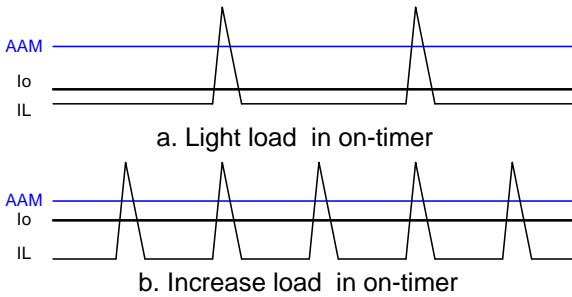 AAM
Io
IL
a. Light load in on-timer
AAM
Io
IL
b. Increase load in on-timer